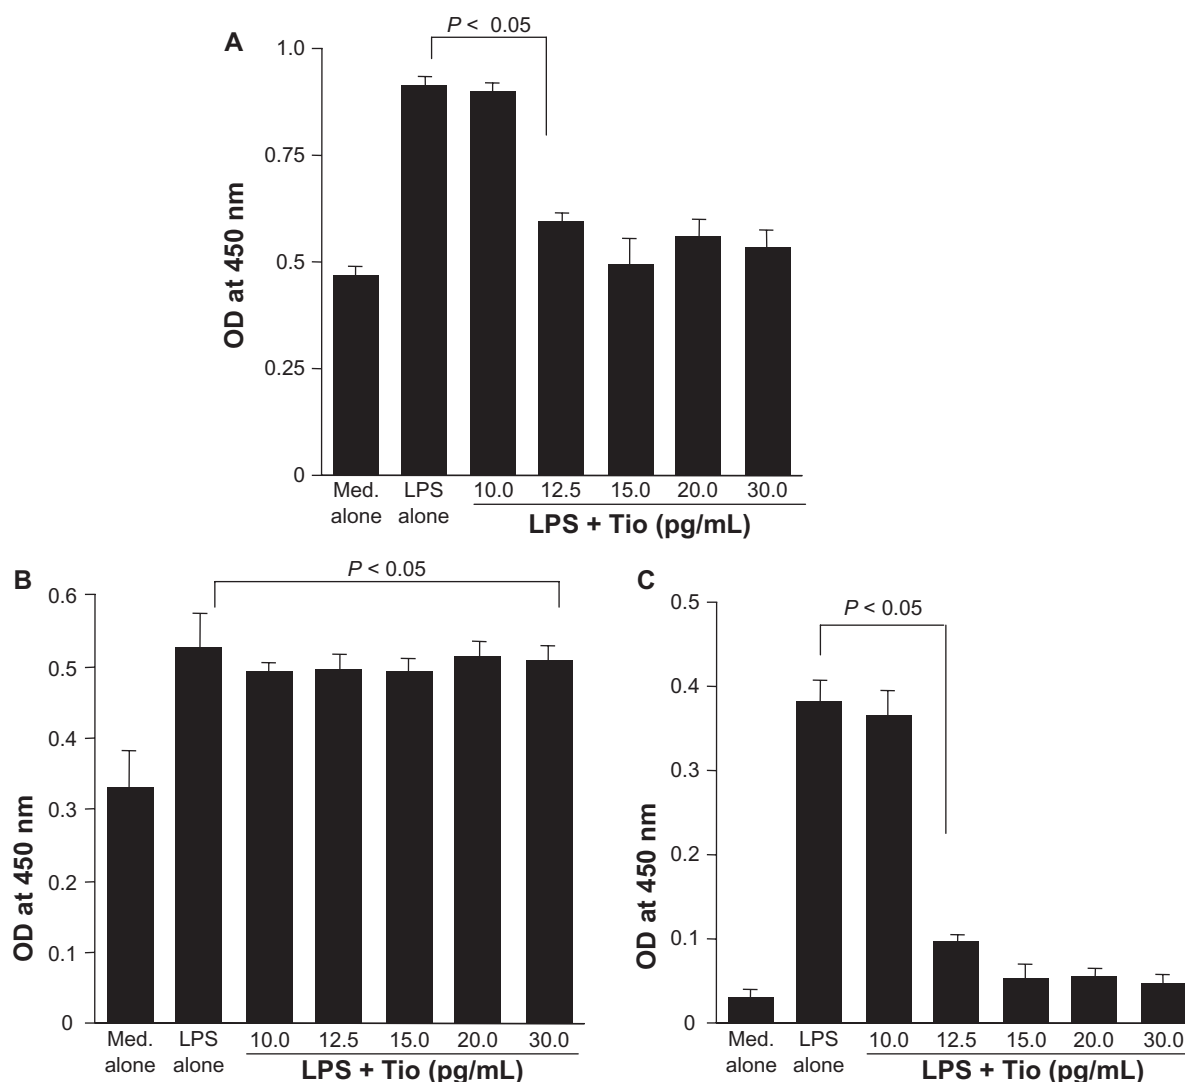 A
P < 0.05
1.0
0.75
0.5
0.25
0
OD at 450 nm
Med. alone
LPS alone
10.0 12.5 15.0 20.0 30.0
LPS + Tio (pg/mL)
B
P < 0.05
0.6
0.5
0.4
0.3
0.2
0.1
0
OD at 450 nm
Med. alone
LPS alone
10.0 12.5 15.0 20.0 30.0
LPS + Tio (pg/mL)
C
P < 0.05
0.5
0.4
0.3
0.2
0.1
0
OD at 450 nm
Med. alone
LPS alone
10.0 12.5 15.0 20.0 30.0
LPS + Tio (pg/mL)